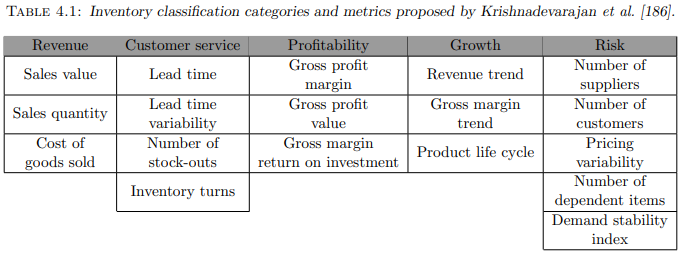 TABLE 4.1: Inventory classification categories and metrics proposed by Krishnadevarajan et al. [186].
Revenue Customer service Profitability Growth Risk
Sales value Lead time Gross profit margin Revenue trend Number of suppliers
Sales quantity Lead time variability Gross profit value Gross margin trend Number of customers
Cost of goods sold Number of stock-outs Gross margin return on investment Product life cycle Pricing variability
Inventory turns Number of dependent items
Demand stability index